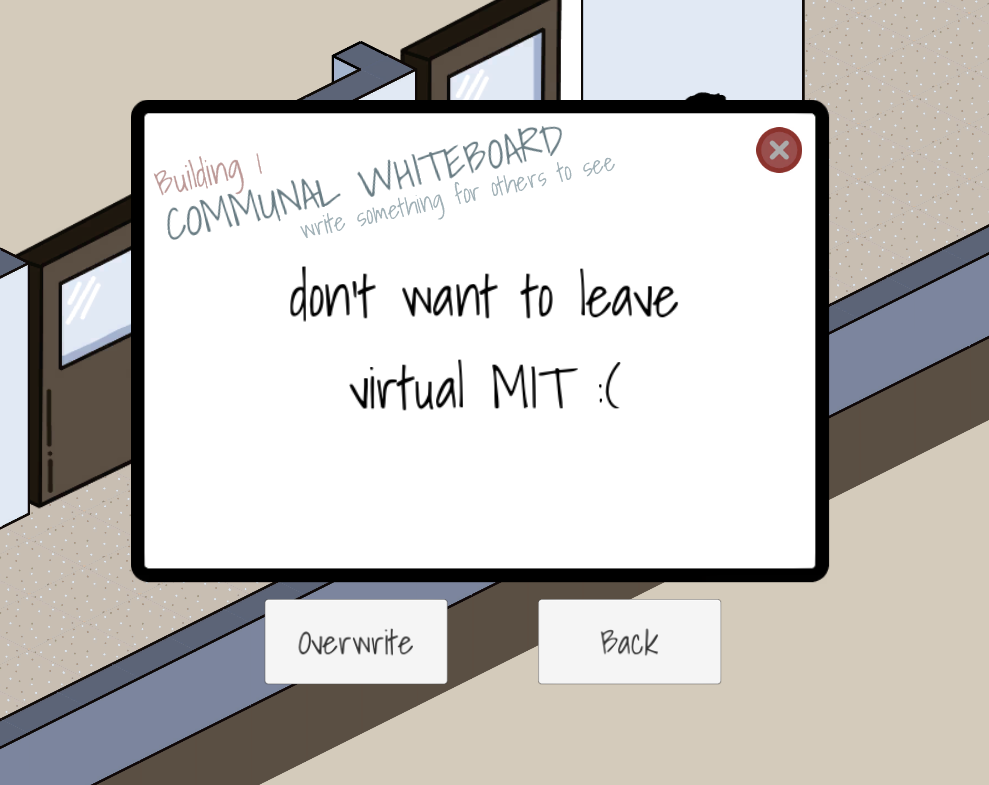 Building 1
COMMUNAL WHITEBOARD
write something for others to see
don't want to leave
virtual MIT :(
Overwrite
Back